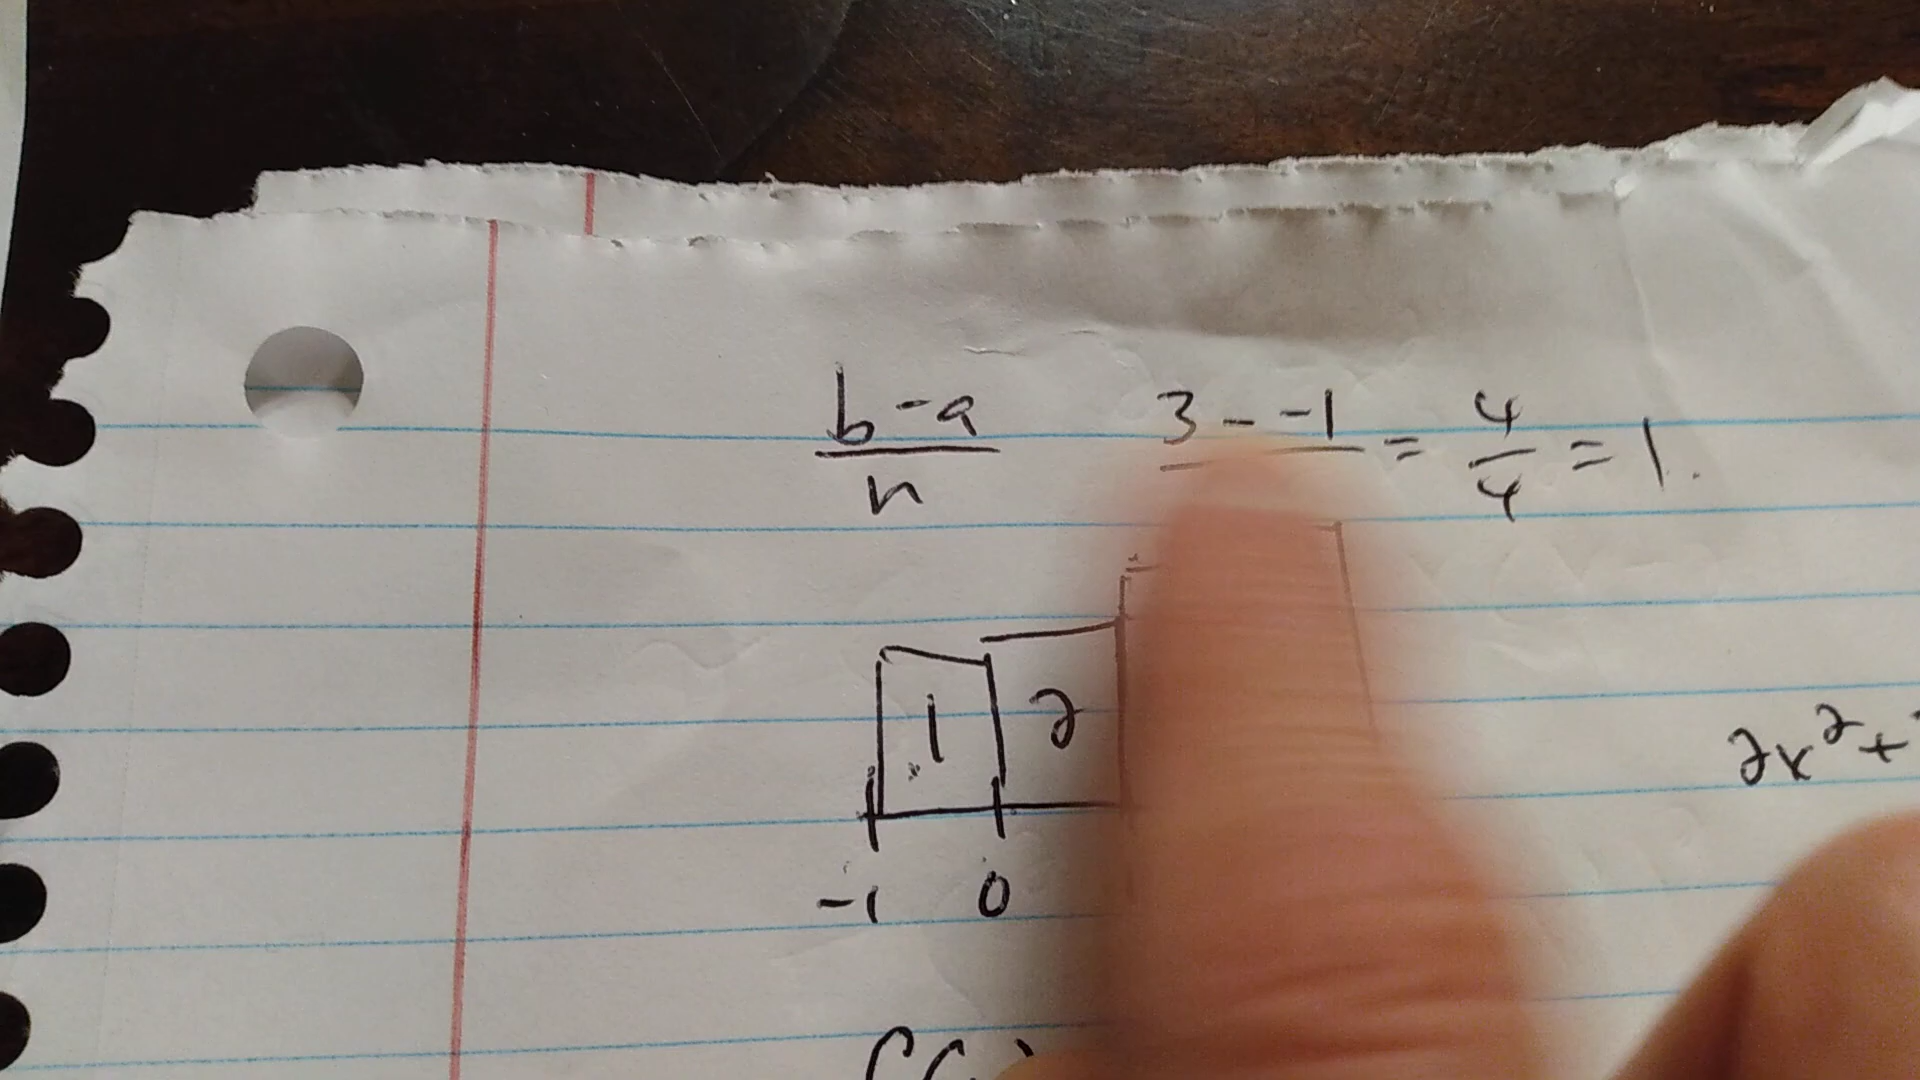 b-a   3--1 = 4 = 1.
n   4
1 2
2x²+
-1 0